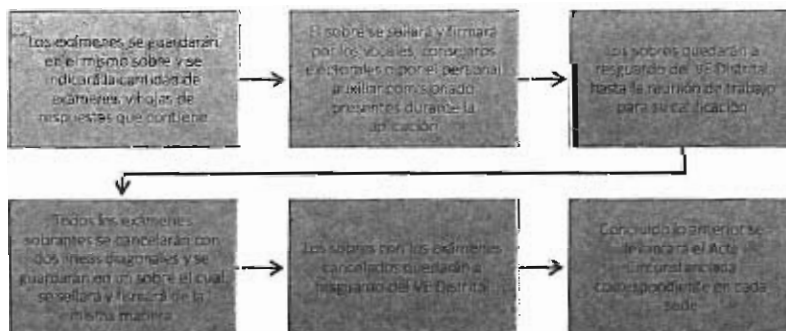 Los exámenes se guardarán
en el mismo sobre y se
indicará la cantidad de
exámenes y hojas de
respuestas que contiene
El sobre se sellará y firmará
por los vocales, consejeros
electorales o por el personal
auxiliar comisionado
presentes durante la
aplicación
Los sobres quedarán a
resguardo del VE Distrital
hasta la reunión de trabajo
para su calificación
Todos los exámenes
sobrantes se cancelarán con
dos líneas diagonales y se
guardarán en un sobre el cual
se sellará y firmará de la
misma manera
Los sobres con los exámenes
cancelados quedarán a
resguardo del VE Distrital
Concluido lo anterior se
levantará el Acta
Circunstanciada
correspondiente en cada
sede